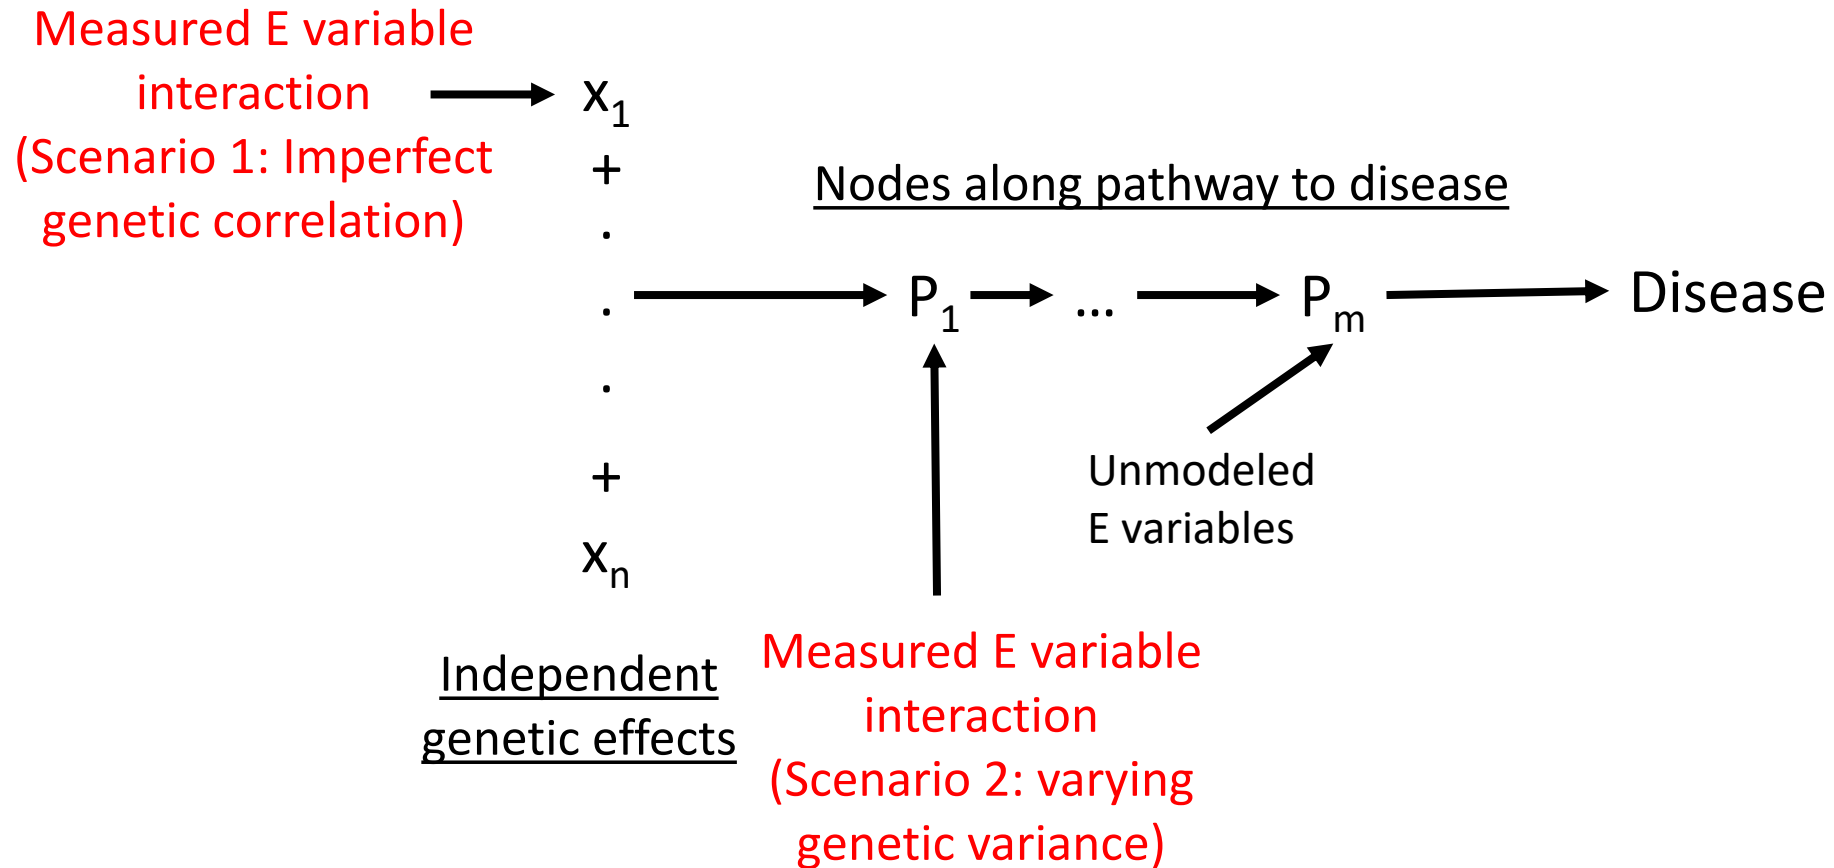 Measured E variable
interaction
(Scenario 1: Imperfect
genetic correlation)
x1
+
.
.
.
+
xn
Independent
genetic effects
Nodes along pathway to disease
P1
...
Pm
Disease
Unmodeled
E variables
Measured E variable
interaction
(Scenario 2: varying
genetic variance)